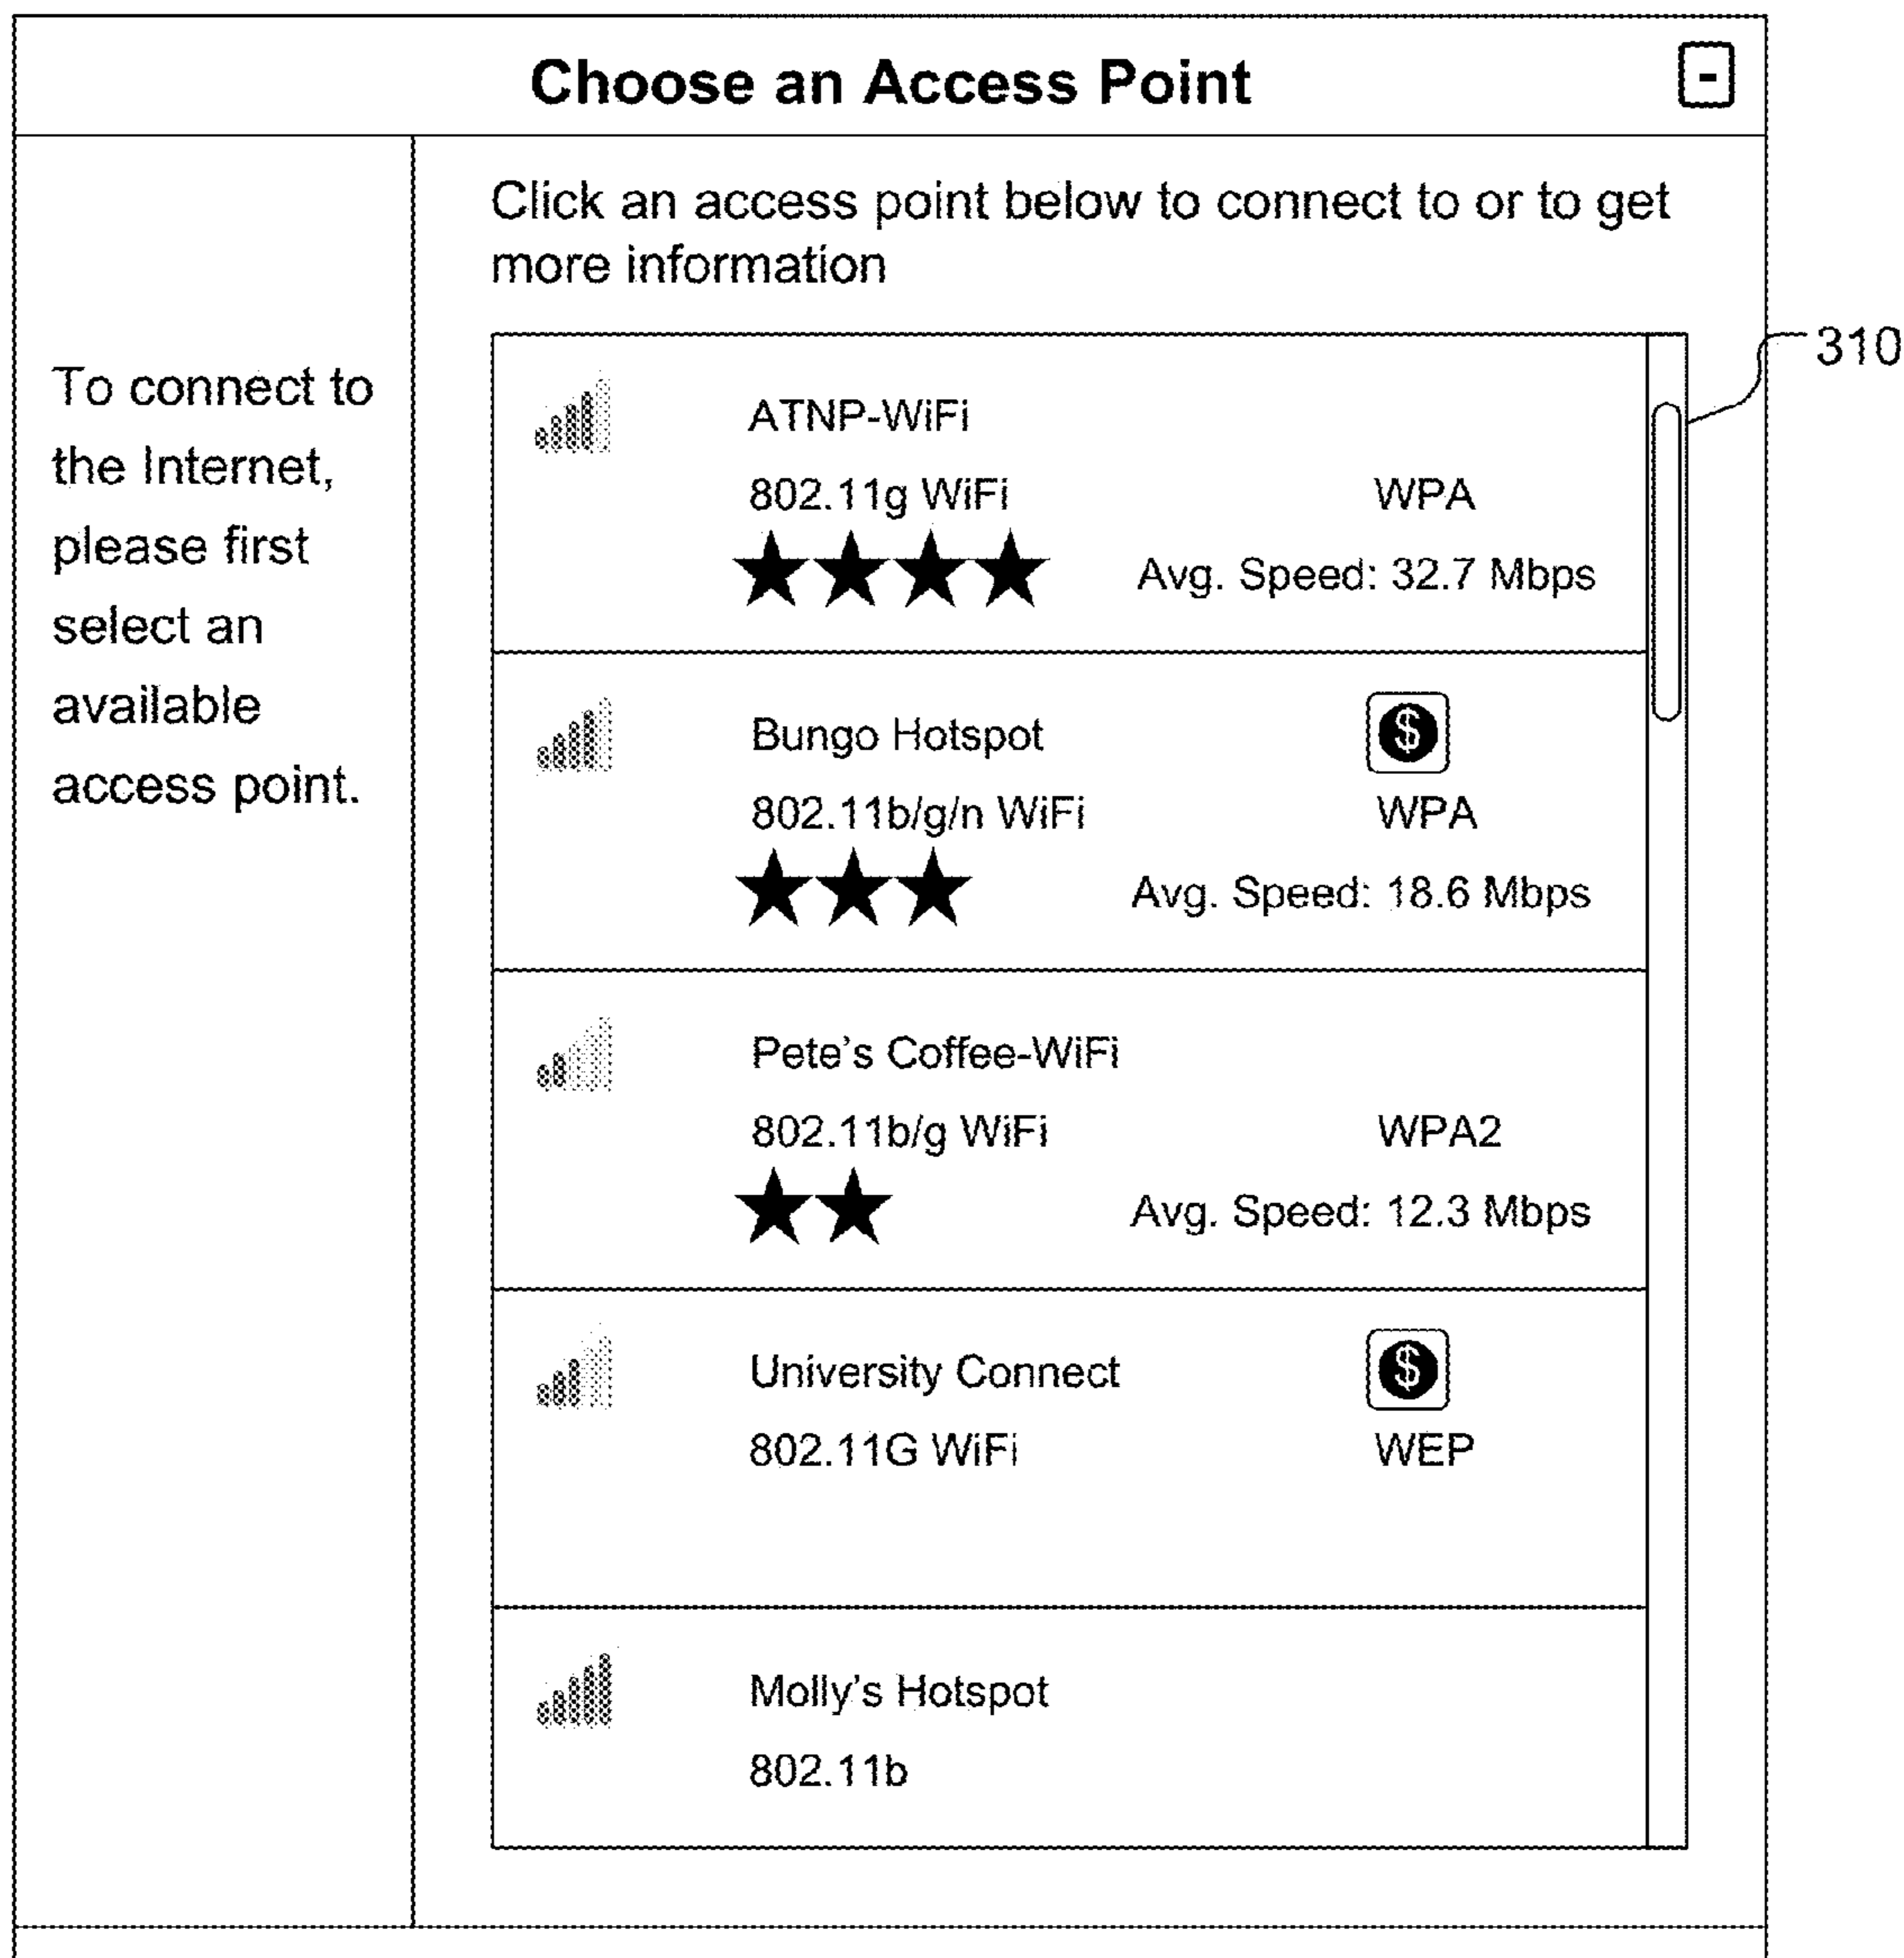 Choose an Access Point
-
To connect to
the Internet,
please first
select an
available
access point.
Click an access point below to connect to or to get
more information
310
ATNP-WiFi
802.11g WiFi WPA
Avg. Speed: 32.7 Mbps
Bungo Hotspot $
802.11b/g/n WiFi WPA
Avg. Speed: 18.6 Mbps
Pete's Coffee-WiFi
802.11b/g WiFi WPA2
Avg. Speed: 12.3 Mbps
University Connect $
802.11G WiFi WEP
Molly's Hotspot
802.11b